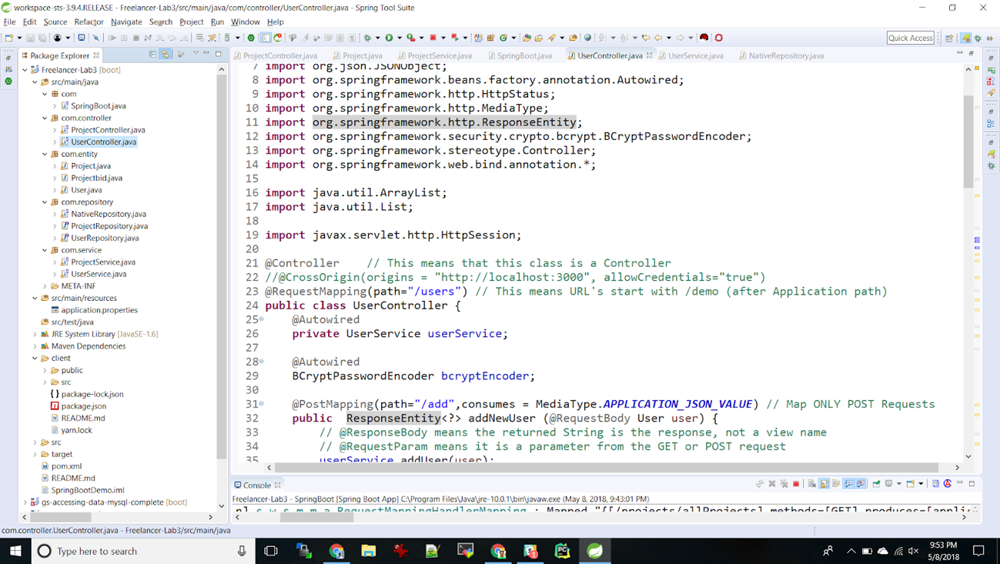 workspace-sts-3.9.4.RELEASE - Freelancer-Lab3/src/main/java/com/controller/UserController.java - Spring Tool Suite
File Edit Source Refactor Navigate Search Project Run Window Help
Quick Access
Package Explorer
ProjectController.java Project.java ProjectService.java SpringBoot.java UserController.java UserService.java NativeRepository.java
Freelancer-Lab3 [boot]
src/main/java
com
SpringBoot.java
com.controller
ProjectController.java
UserController.java
com.entity
Project.java
Projectbid.java
User.java
com.repository
NativeRepository.java
ProjectRepository.java
UserRepository.java
com.service
ProjectService.java
UserService.java
META-INF
src/main/resources
application.properties
src/test/java
JRE System Library [JavaSE-1.6]
Maven Dependencies
client
public
src
package-lock.json
package.json
README.md
yarn.lock
src
target
pom.xml
README.md
SpringBootDemo.iml
gs-accessing-data-mysql-complete [boot]
7 import org.json.JSONObject;
8 import org.springframework.beans.factory.annotation.Autowired;
9 import org.springframework.http.HttpStatus;
10 import org.springframework.http.MediaType;
11 import org.springframework.http.ResponseEntity;
12 import org.springframework.security.crypto.bcrypt.BCryptPasswordEncoder;
13 import org.springframework.stereotype.Controller;
14 import org.springframework.web.bind.annotation.*;
15
16 import java.util.ArrayList;
17 import java.util.List;
18
19 import javax.servlet.http.HttpSession;
20
21 @Controller // This means that this class is a Controller
22 //@CrossOrigin(origins = "http://localhost:3000", allowCredentials="true")
23 @RequestMapping(path="/users") // This means URL's start with /demo (after Application path)
24 public class UserController {
25 @Autowired
26 private UserService userService;
27
28 @Autowired
29 BCryptPasswordEncoder bcryptEncoder;
30
31 @PostMapping(path="/add",consumes = MediaType.APPLICATION_JSON_VALUE) // Map ONLY POST Requests
32 public ResponseEntity<?> addNewUser (@RequestBody User user) {
33 // @ResponseBody means the returned String is the response, not a view name
34 // @RequestParam means it is a parameter from the GET or POST request
35 userService.addUser(user);
Console
Freelancer-Lab3 - SpringBoot [Spring Boot App] C:\Program Files\Java\jre-10.0.1\bin\javaw.exe (May 8, 2018, 9:43:01 PM)
nl s.w.s.m.m.a.RequestMappingHandlerMapping : Mapped "{[/projects/allProjects],methods=[GET],produces=[appli
com.controller.UserController.java - Freelancer-Lab3/src/main/java
Type here to search
9:53 PM
5/8/2018